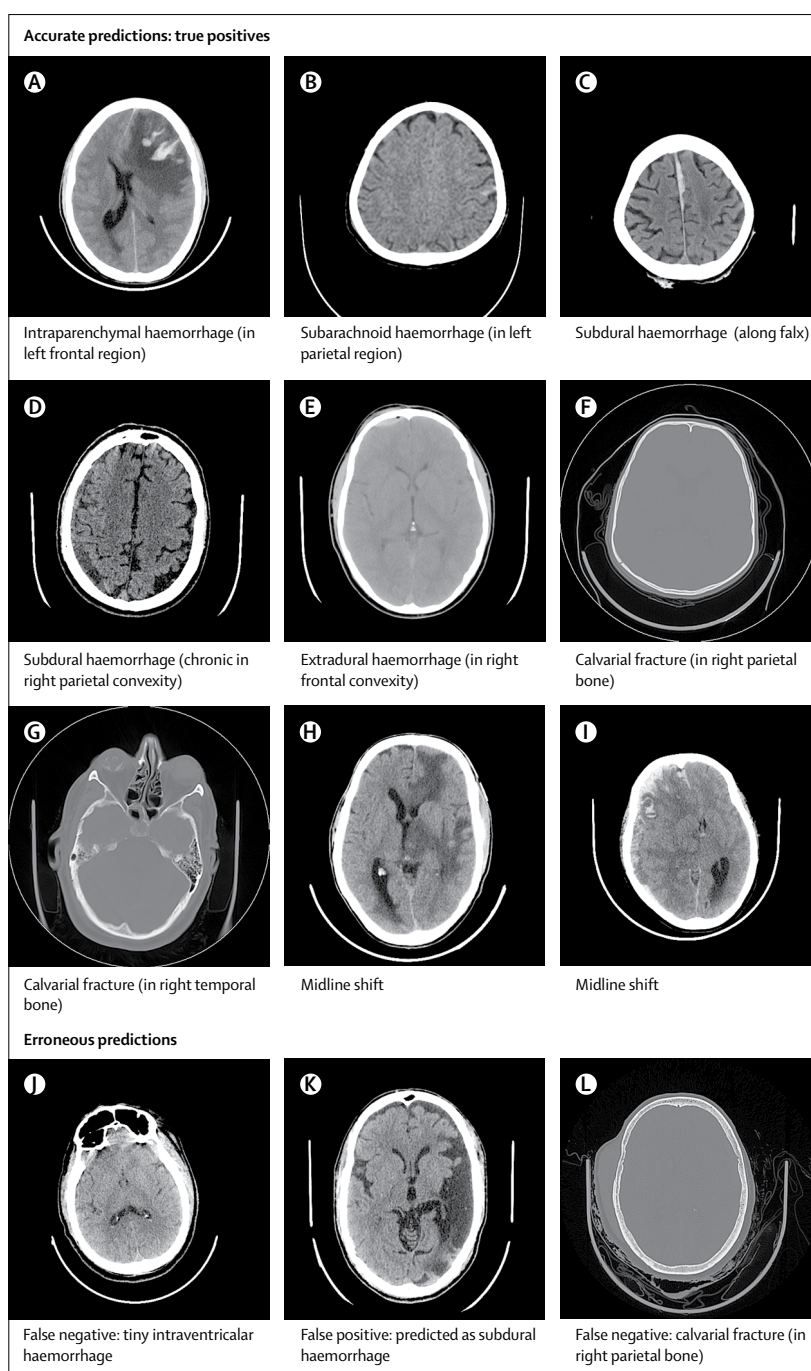 Accurate predictions: true positives
A
B
C
Intraparenchymal haemorrhage (in
left frontal region)
Subarachnoid haemorrhage (in left
parietal region)
Subdural haemorrhage (along falx)
D
E
F
Subdural haemorrhage (chronic in
right parietal convexity)
Extradural haemorrhage (in right
frontal convexity)
Calvarial fracture (in right parietal
bone)
G
H
I
Calvarial fracture (in right temporal
bone)
Midline shift
Midline shift
Erroneous predictions
J
K
L
False negative: tiny intraventricalar
haemorrhage
False positive: predicted as subdural
haemorrhage
False negative: calvarial fracture (in
right parietal bone)